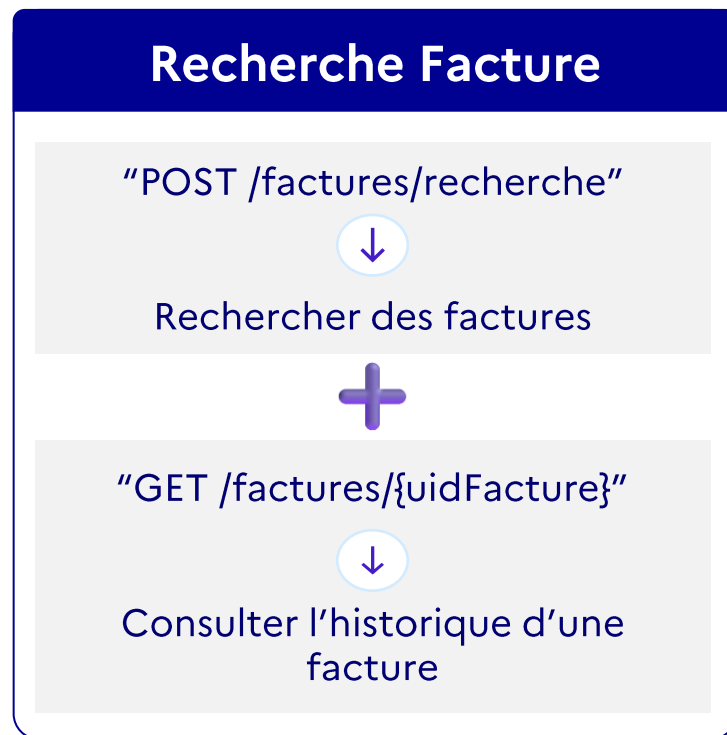 Recherche Facture
“POST /factures/recherche”
Rechercher des factures
“GET /factures/{uidFacture}”
Consulter l’historique d’une
facture